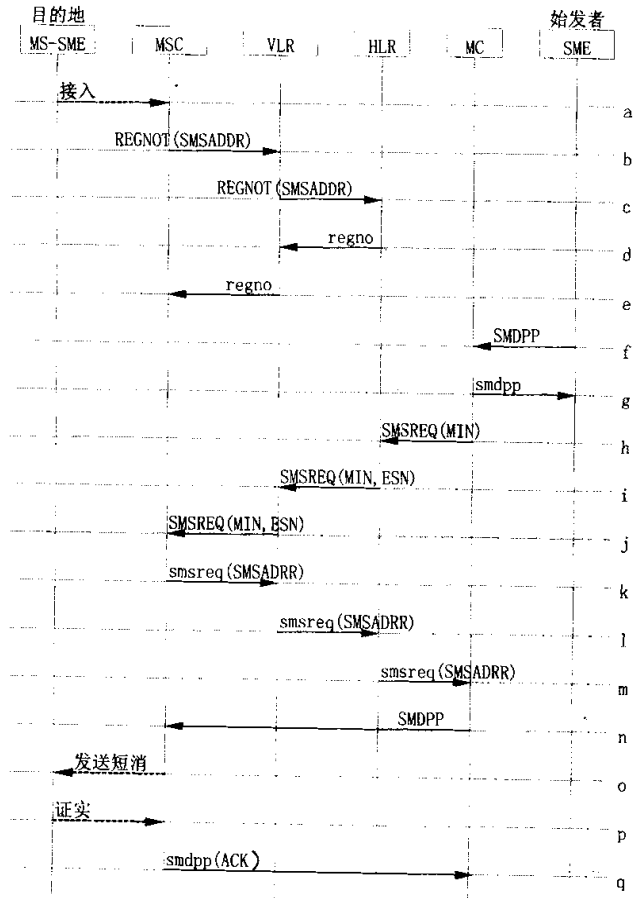 目的地 始发者
MS-SME MSC VLR HLR MC SME
接入 a
REGNOT(SMSADDR) b
REGNOT(SMSADDR) c
regno d
regno e
SMDPP f
smdpp g
SMSREQ(MIN) h
SMSREQ(MIN, ESN) i
SMSREQ(MIN, ESN) j
smsreq(SMSADRR) k
smsreq(SMSADRR) l
smsreq(SMSADRR) m
SMDPP n
发送短消 o
证实 p
smdpp(ACK) q